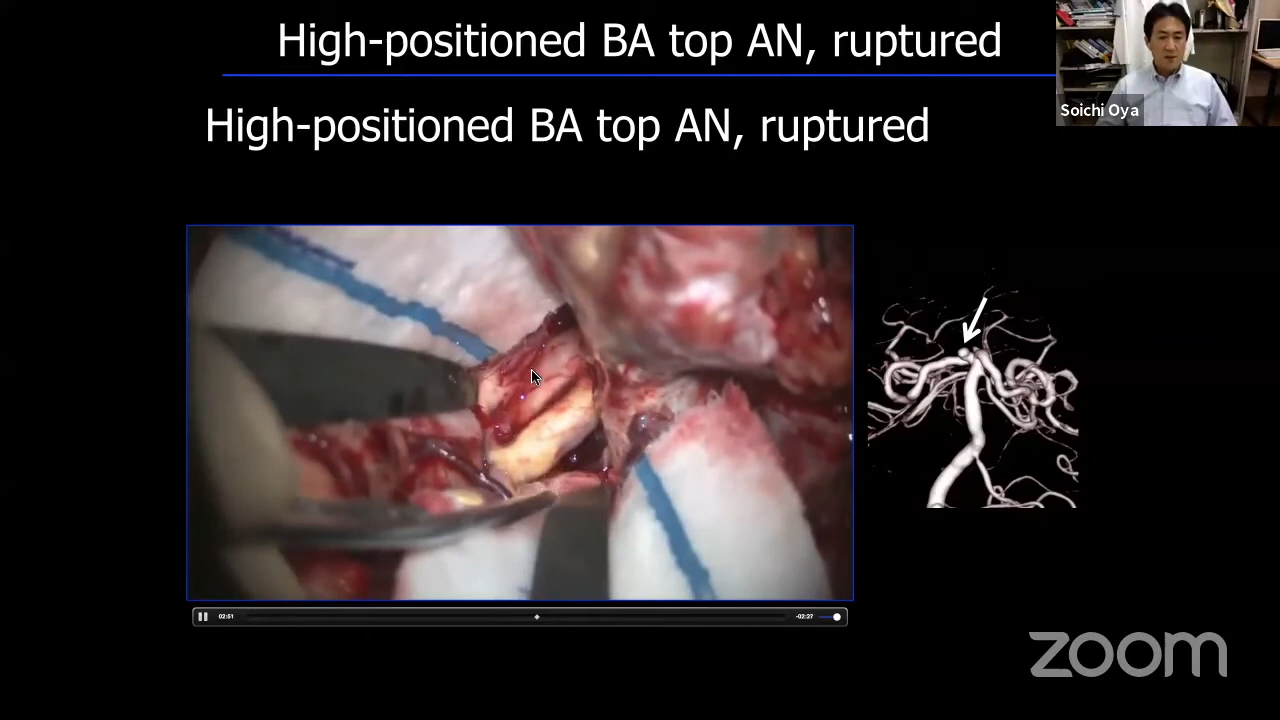 High-positioned BA top AN, ruptured
Soichi Oya
High-positioned BA top AN, ruptured
02:51
-02:27
zoom